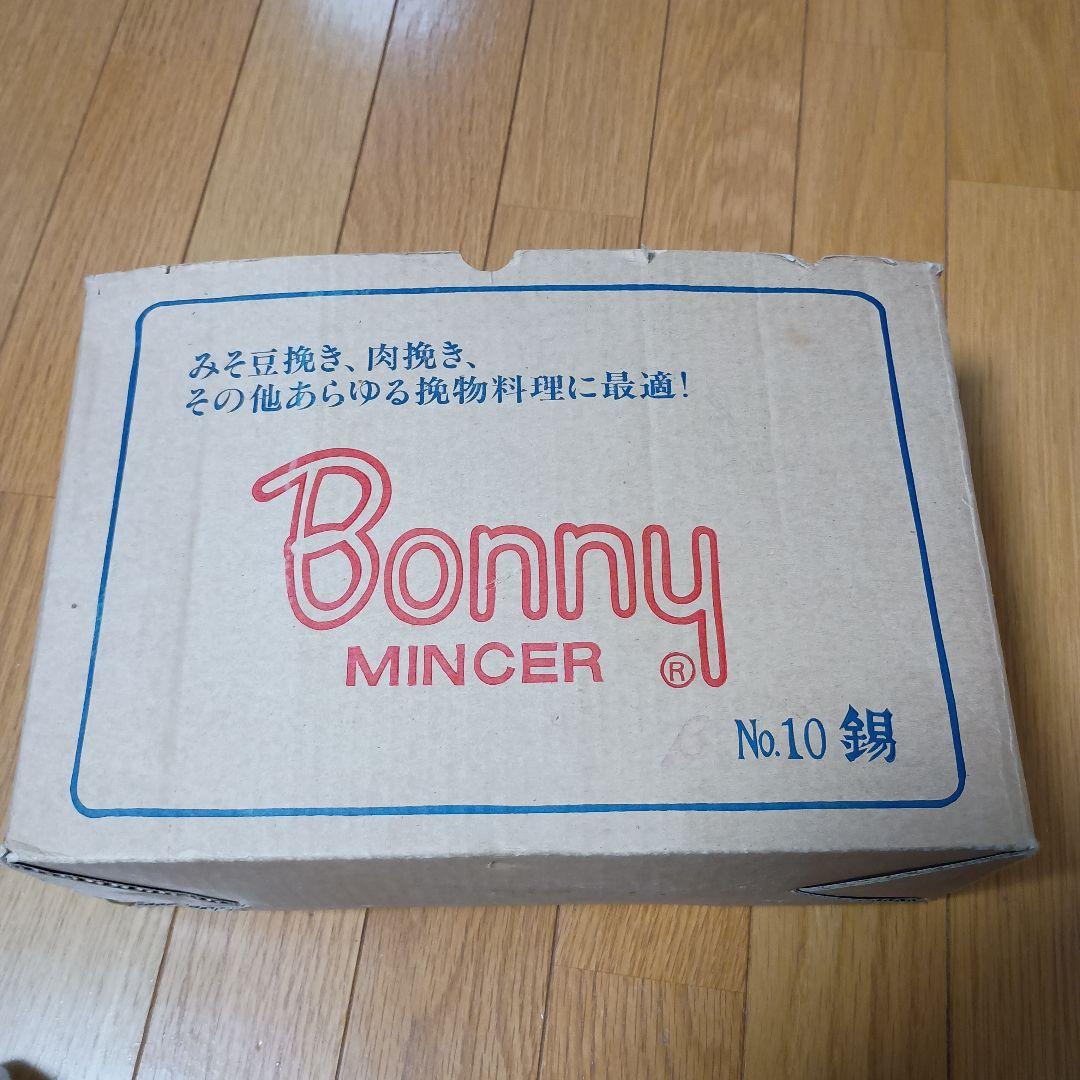 みそ豆挽き、肉挽き、
その他あらゆる挽物料理に最適!
Bonny
MINCER ®
No.10 錫